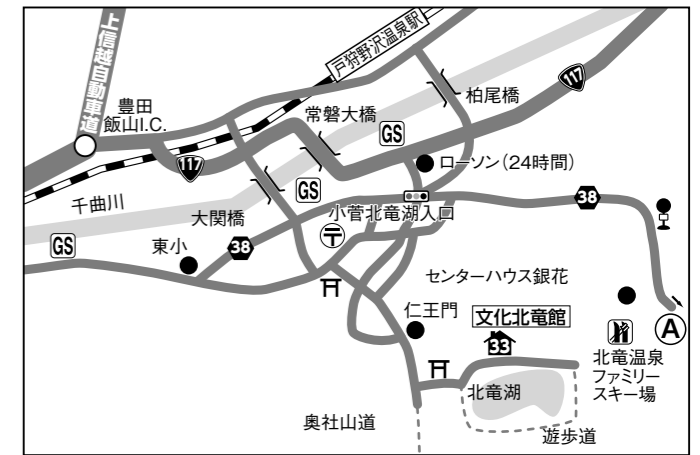 上信越自動車道
豊田
飯山I.C.
戸狩野沢温泉駅
117
柏尾橋
常磐大橋
GS
117
ローソン（24時間）
千曲川
GS
大関橋
小菅北竜湖入口
38
GS
東小
38
〒
センターハウス銀花
仁王門
文化北竜館
33
A
北竜温泉
ファミリー
スキー場
北竜湖
奥社山道
遊歩道